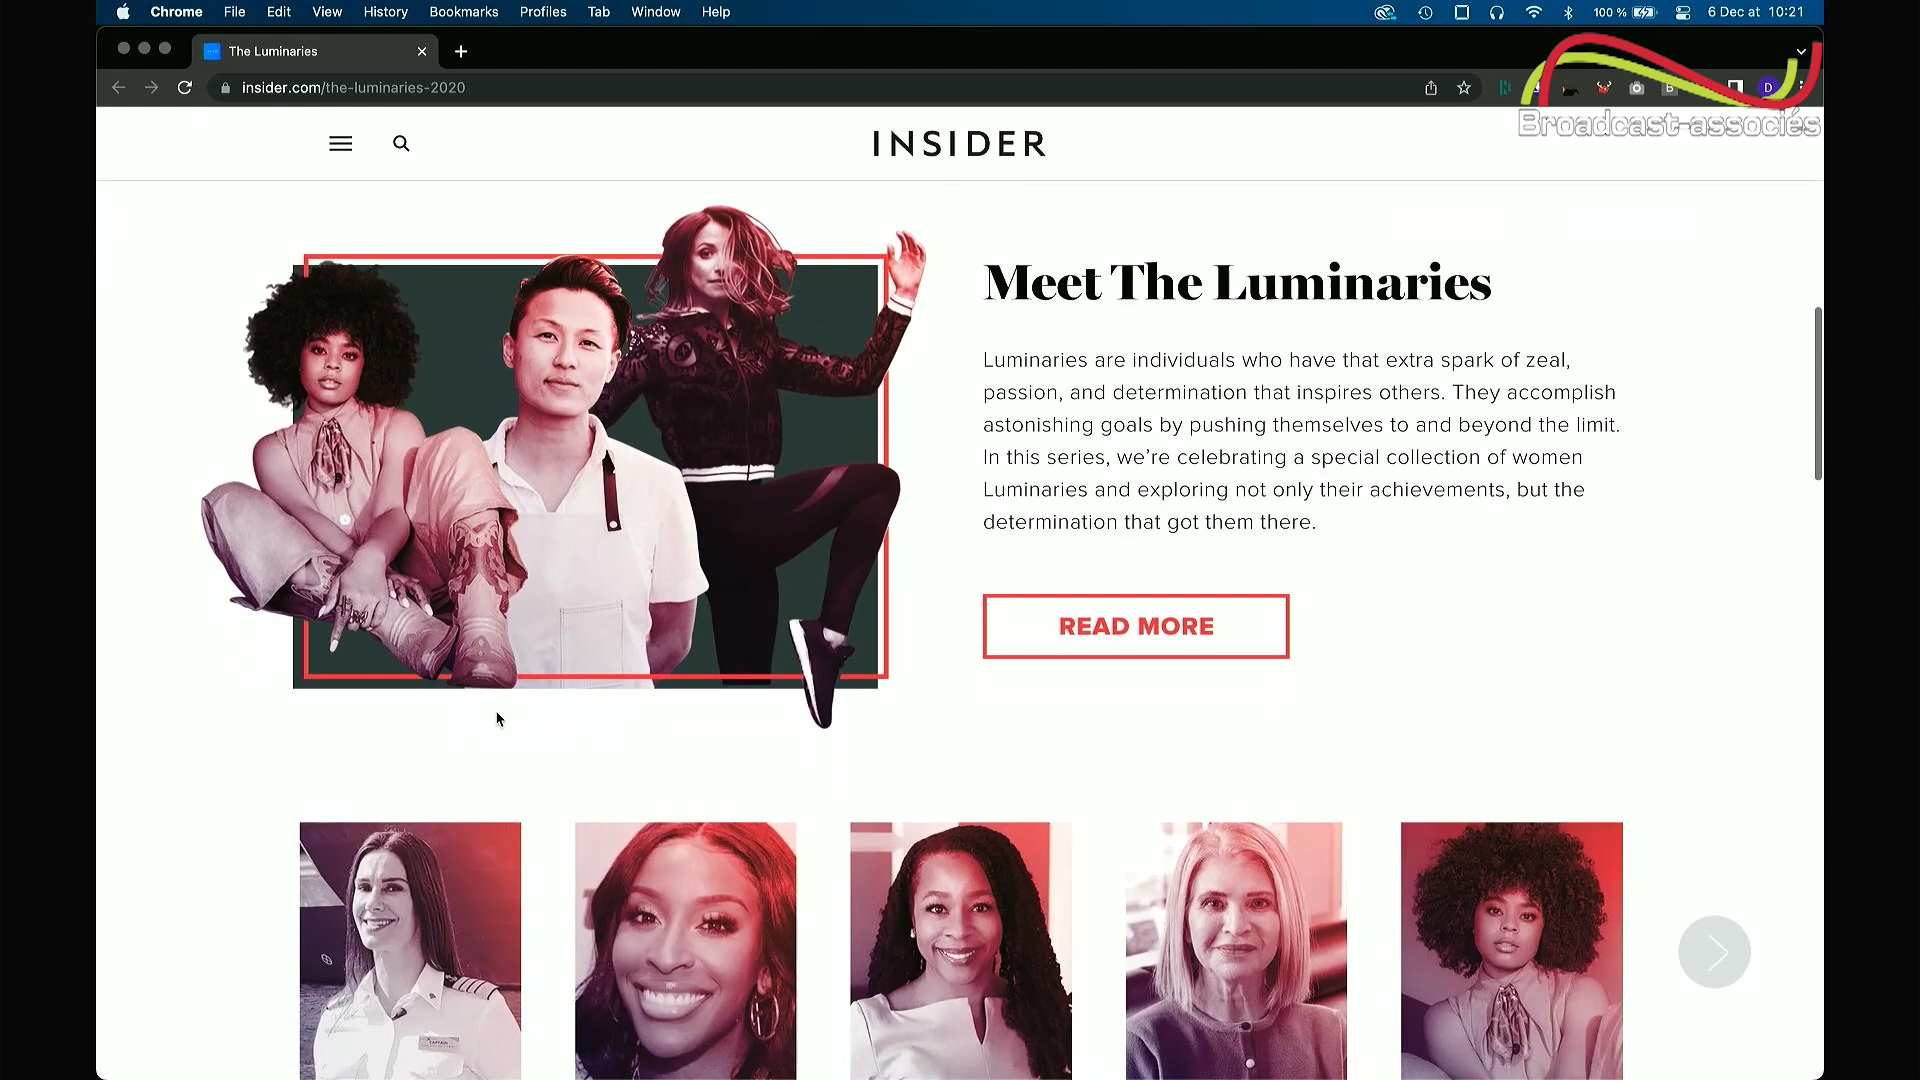 Chrome File Edit View History Bookmarks Profiles Tab Window Help 100 % 6 Dec at 10:21
The Luminaries
insider.com/the-luminaries-2020
B D
Broadcast-associés
INSIDER
Meet The Luminaries
Luminaries are individuals who have that extra spark of zeal,
passion, and determination that inspires others. They accomplish
astonishing goals by pushing themselves to and beyond the limit.
In this series, we’re celebrating a special collection of women
Luminaries and exploring not only their achievements, but the
determination that got them there.
READ MORE
CAPTAIN